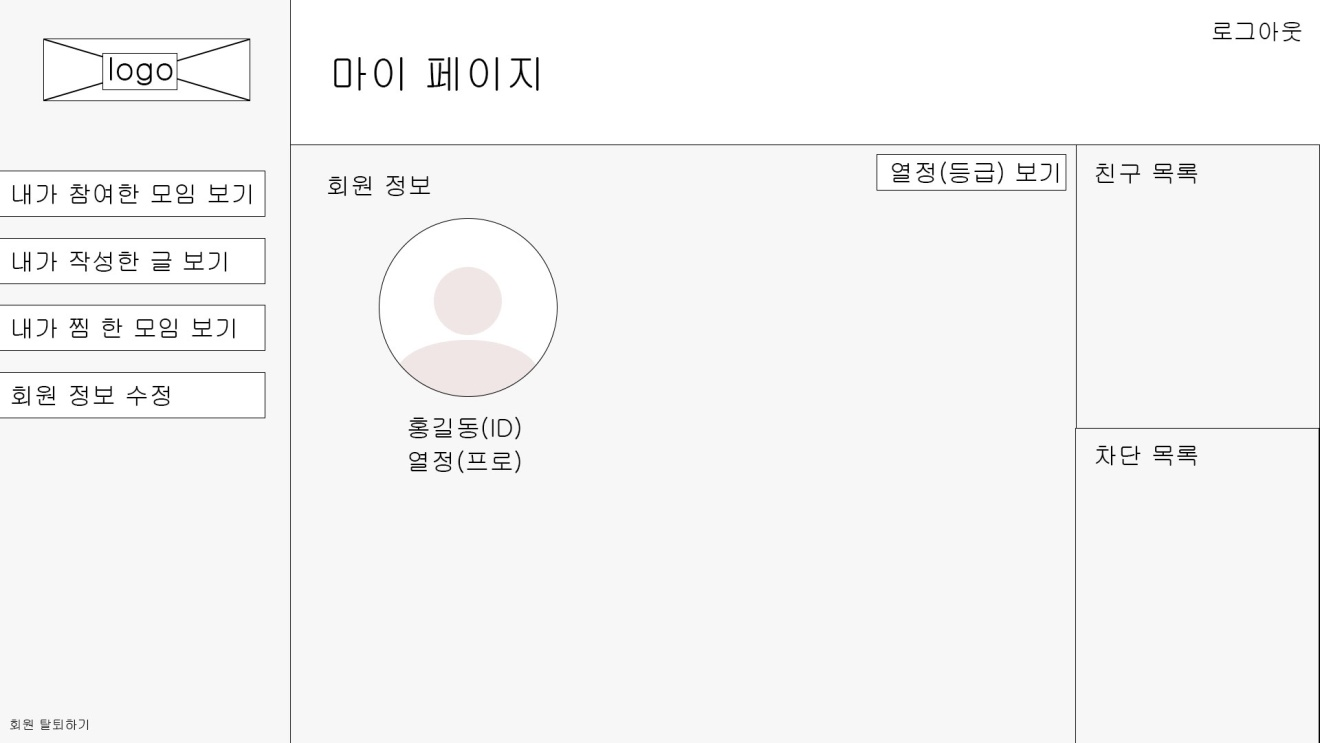 logo
로그아웃
마이 페이지
내가 참여한 모임 보기
내가 작성한 글 보기
내가 찜 한 모임 보기
회원 정보 수정
회원 탈퇴하기
회원 정보
열정(등급) 보기
홍길동(ID)
열정(프로)
친구 목록
차단 목록